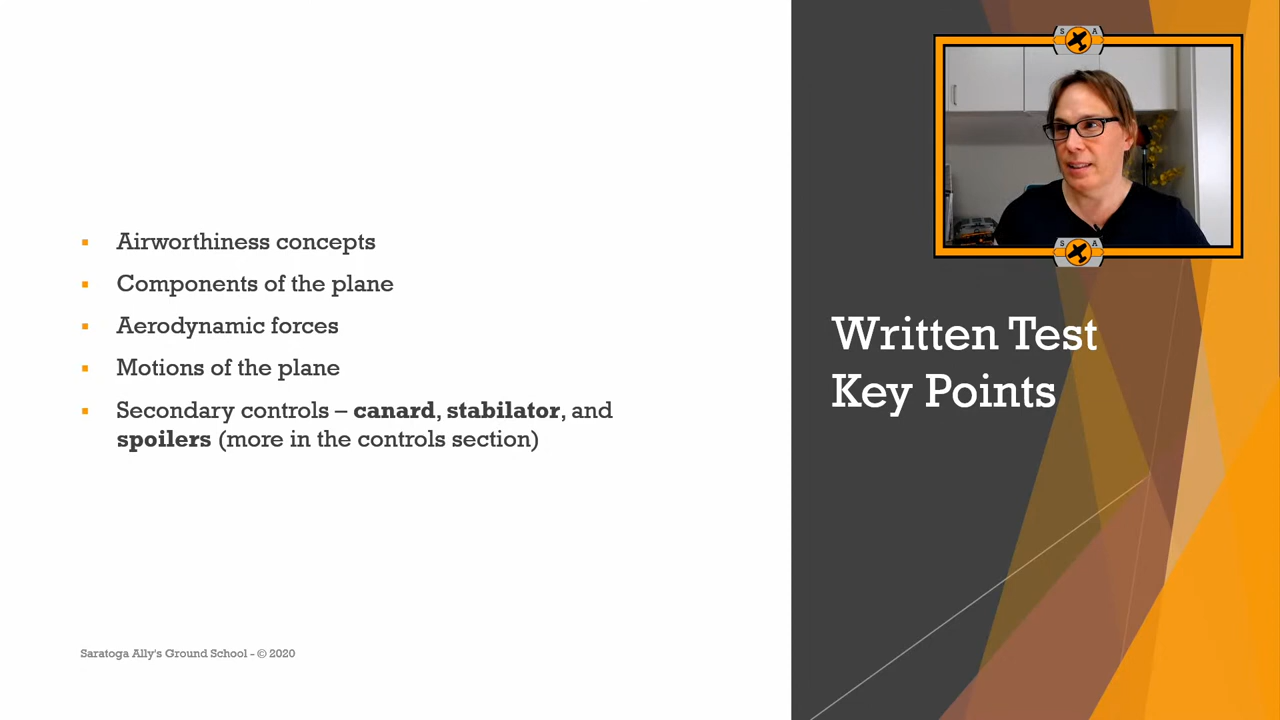 Airworthiness concepts
Components of the plane
Aerodynamic forces
Motions of the plane
Secondary controls – canard, stabilator, and
spoilers (more in the controls section)
Saratoga Ally's Ground School - © 2020
S A
S A
Written Test
Key Points